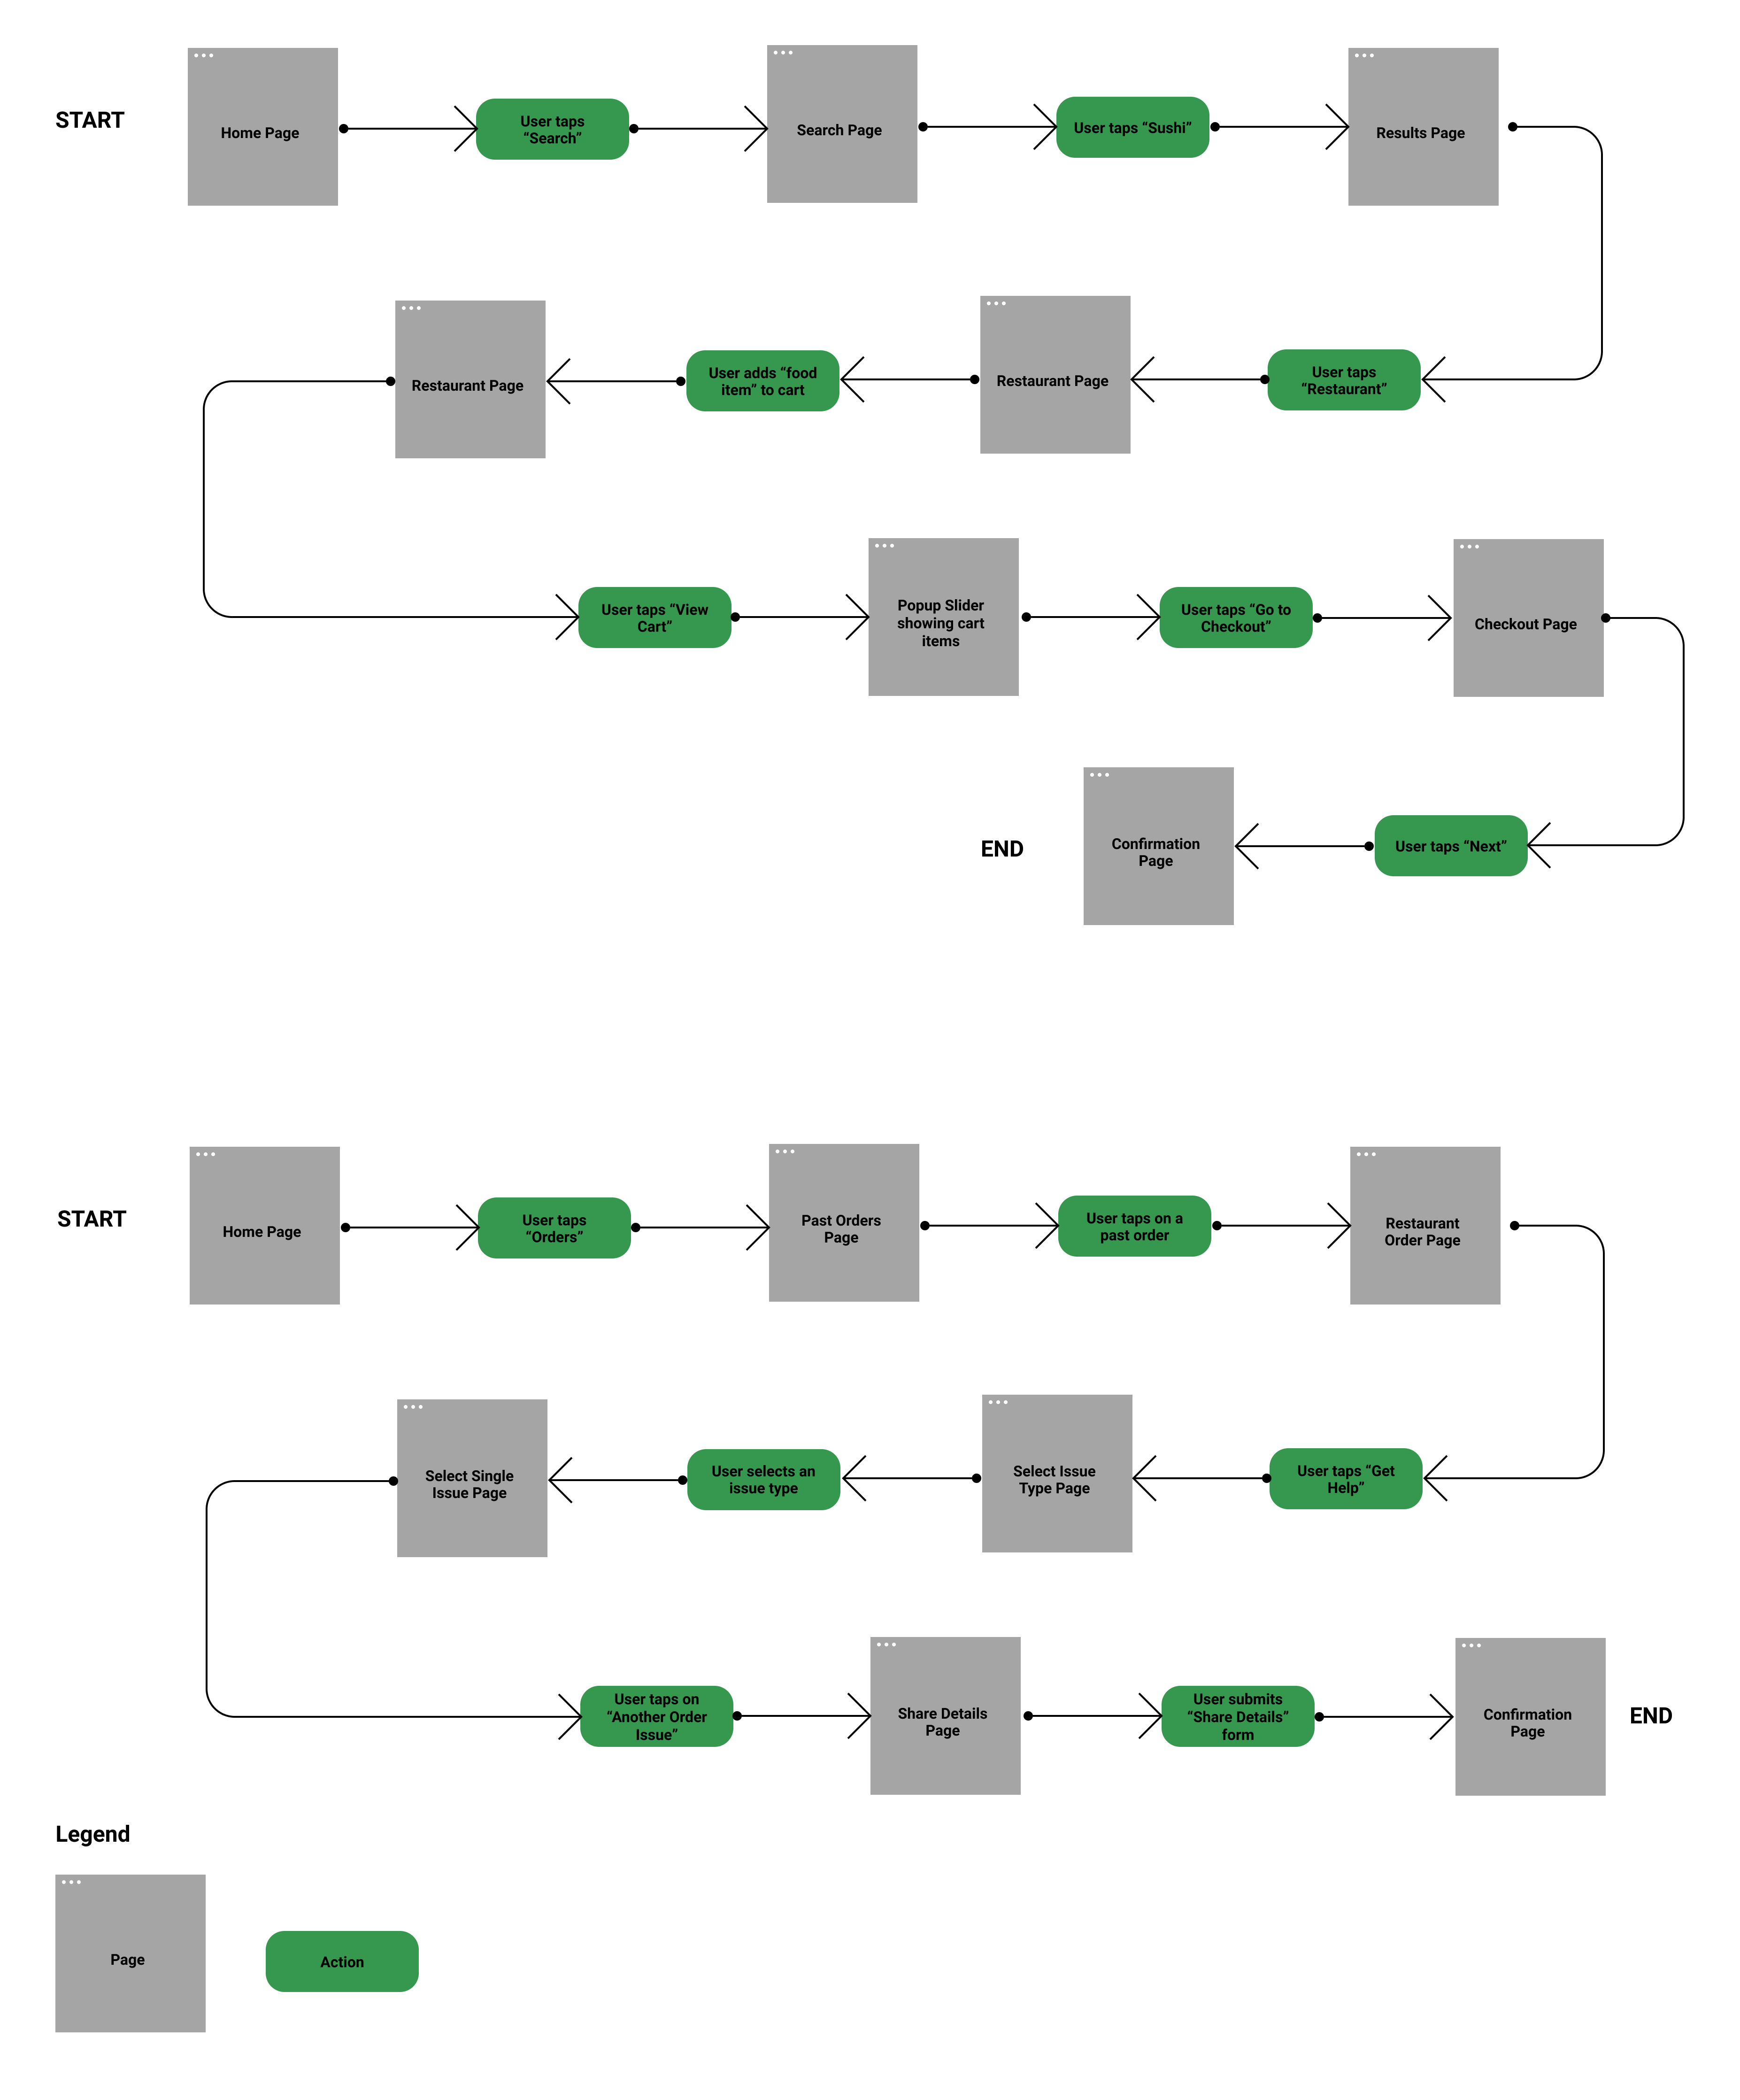 START
Home Page
User taps
“Search”
Search Page
User taps “Sushi”
Results Page
User taps
“Restaurant”
Restaurant Page
User adds “food
item” to cart
Restaurant Page
User taps “View
Cart”
Popup Slider
showing cart
items
User taps “Go to
Checkout”
Checkout Page
User taps “Next”
Confirmation
Page
END
START
Home Page
User taps
“Orders”
Past Orders
Page
User taps on a
past order
Restaurant
Order Page
User taps “Get
Help”
Select Issue
Type Page
User selects an
issue type
Select Single
Issue Page
User taps on
“Another Order
Issue”
Share Details
Page
User submits
“Share Details”
form
Confirmation
Page
END
Legend
Page
Action